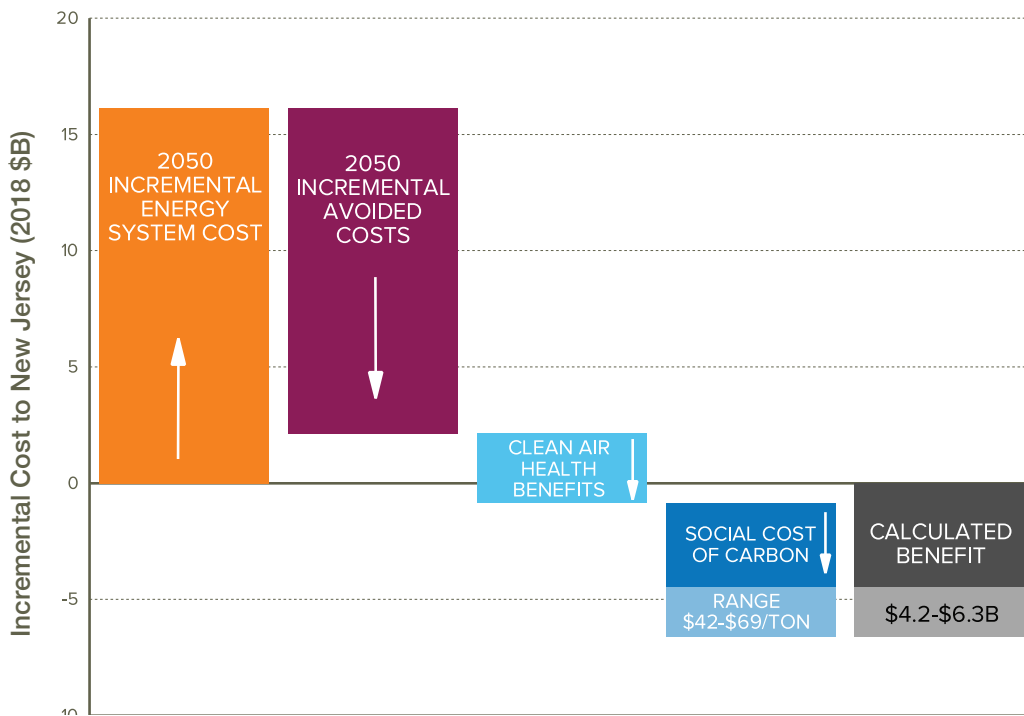 20
15
10
5
0
-5
10
Incremental Cost to New Jersey (2018 $B)
2050
INCREMENTAL
ENERGY
SYSTEM COST
2050
INCREMENTAL
AVOIDED
COSTS
CLEAN AIR
HEALTH
BENEFITS
SOCIAL COST
OF CARBON
RANGE
$42-$69/TON
CALCULATED
BENEFIT
$4.2-$6.3B